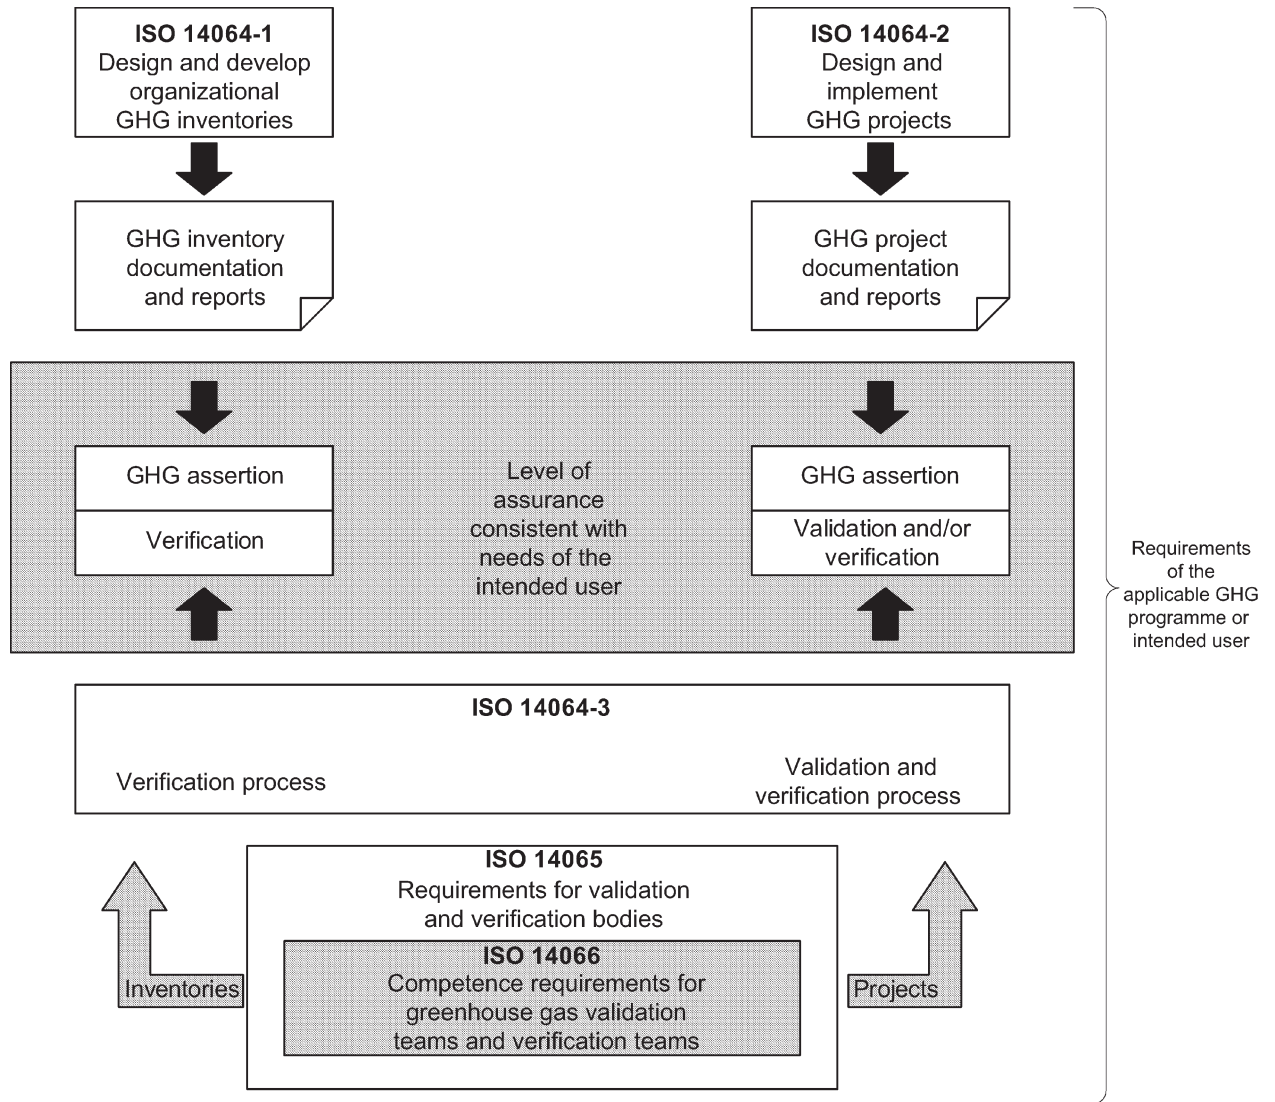 ISO 14064-1
Design and develop
organizational
GHG inventories
ISO 14064-2
Design and
implement
GHG projects
GHG inventory
documentation
and reports
GHG project
documentation
and reports
GHG assertion
Verification
Level of
assurance
consistent with
needs of the
intended user
GHG assertion
Validation and/or
verification
Requirements
of the
applicable GHG
programme or
intended user
ISO 14064-3
Verification process
Validation and
verification process
ISO 14065
Requirements for validation
and verification bodies
ISO 14066
Competence requirements for
greenhouse gas validation
teams and verification teams
Inventories
Projects